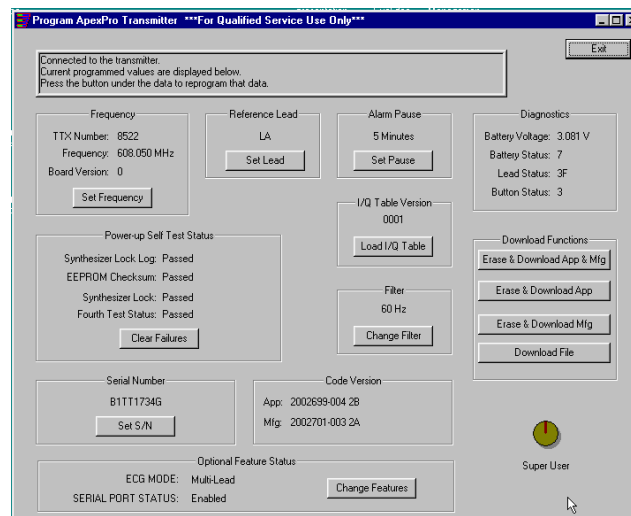 Program ApexPro Transmitter ***For Qualified Service Use Only***
Exit
Connected to the transmitter.
Current programmed values are displayed below.
Press the button under the data to reprogram that data.
Frequency
TTX Number: 8522
Frequency: 608.050 MHz
Board Version: 0
Set Frequency
Reference Lead
LA
Set Lead
Alarm Pause
5 Minutes
Set Pause
Diagnostics
Battery Voltage: 3.081 V
Battery Status: 7
Lead Status: 3F
Button Status: 3
I/Q Table Version
0001
Load I/Q Table
Power-up Self Test Status
Synthesizer Lock Log: Passed
EEPROM Checksum: Passed
Synthesizer Lock: Passed
Fourth Test Status: Passed
Clear Failures
Filter
60 Hz
Change Filter
Download Functions
Erase & Download App & Mfg
Erase & Download App
Erase & Download Mfg
Download File
Serial Number
B1TT1734G
Set S/N
Code Version
App: 2002699-004 2B
Mfg: 2002701-003 2A
Super User
Optional Feature Status
ECG MODE: Multi-Lead
SERIAL PORT STATUS: Enabled
Change Features